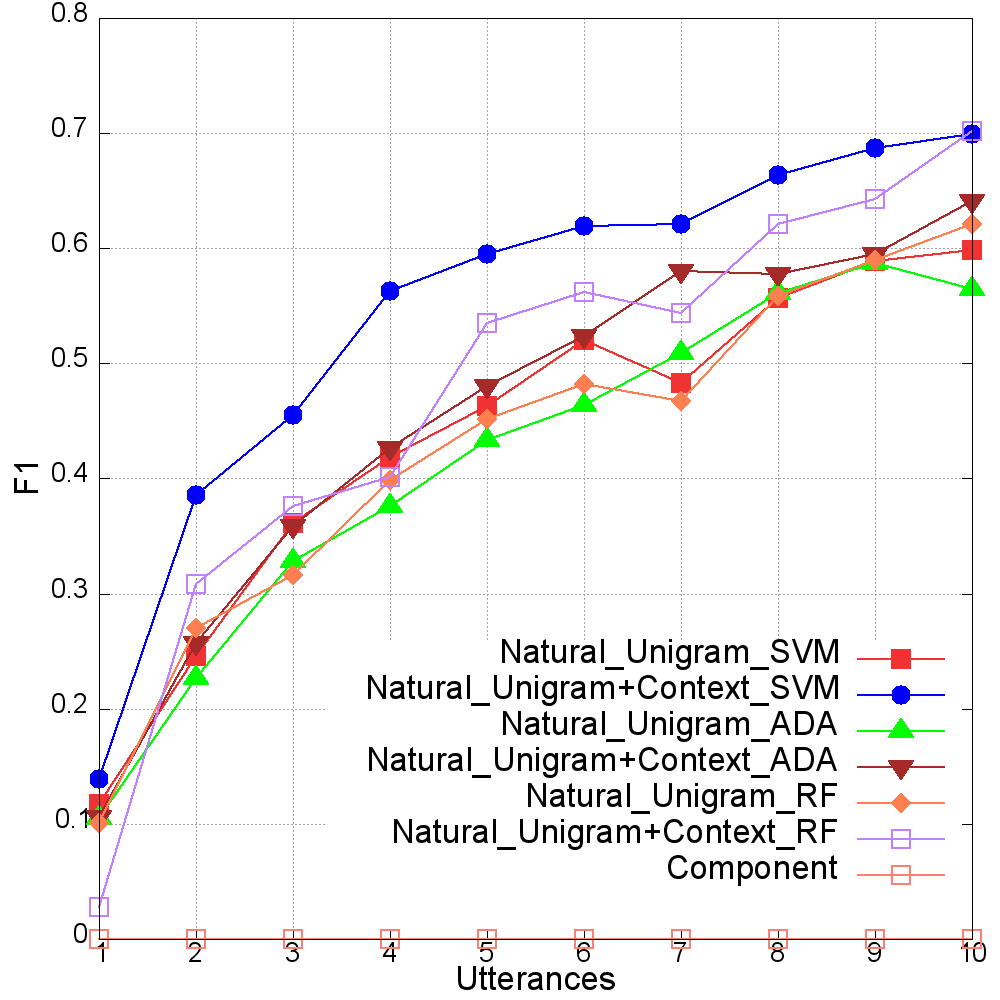 0.8
0.7
0.6
0.5
0.4
0.3
0.2
0.1
0
F1
Natural_Unigram_SVM
Natural_Unigram+Context_SVM
Natural_Unigram_ADA
Natural_Unigram+Context_ADA
Natural_Unigram_RF
Natural_Unigram+Context_RF
Component
1 2 3 4 5 6 7 8 9 10
Utterances